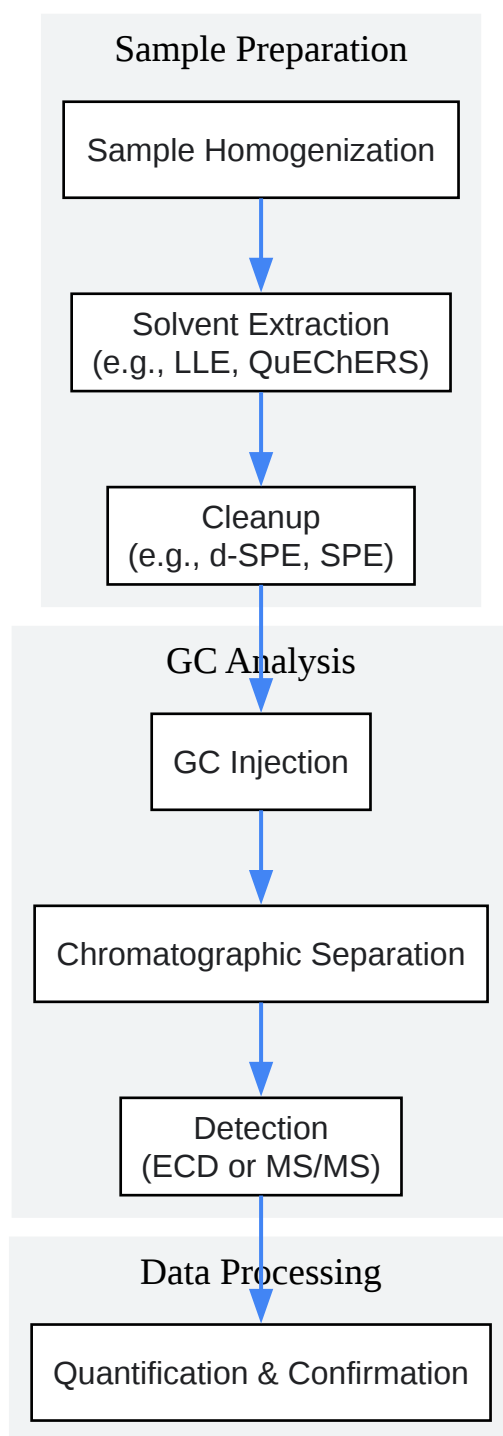 Sample Preparation
Sample Homogenization
Solvent Extraction
(e.g., LLE, QuEChERS)
Cleanup
(e.g., d-SPE, SPE)
GC Analysis
GC Injection
Chromatographic Separation
Detection
(ECD or MS/MS)
Data Processing
Quantification & Confirmation